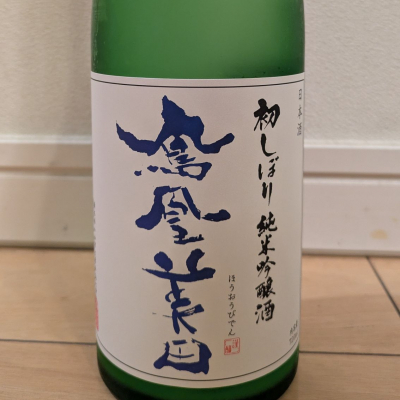 日本酒
初しぼり 純米吟醸酒
鳳凰美田
ほうおうびでん